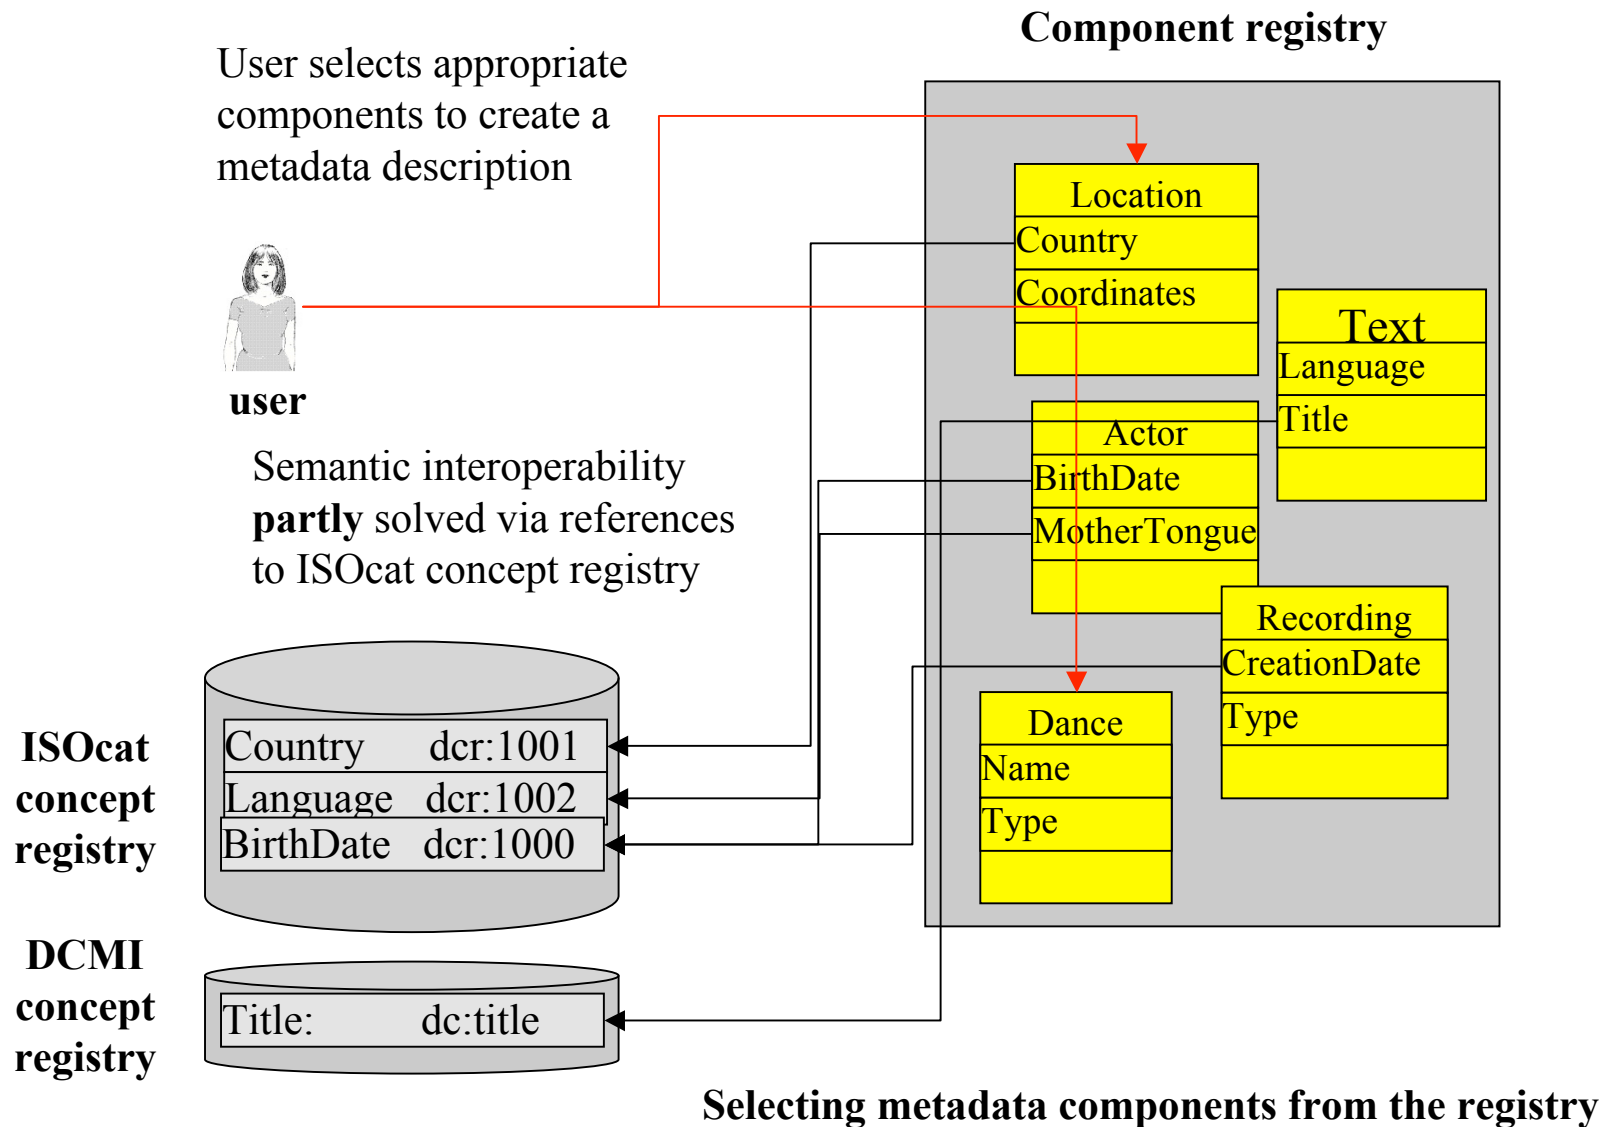 Component registry
User selects appropriate
components to create a
metadata description
user
Semantic interoperability
partly solved via references
to ISOcat concept registry
Location
Country
Coordinates
Text
Language
Title
Actor
BirthDate
MotherTongue
Recording
CreationDate
Type
Dance
Name
Type
ISOcat
concept
registry
Country dcr:1001
Language dcr:1002
BirthDate dcr:1000
DCMI
concept
registry
Title: dc:title
Selecting metadata components from the registry